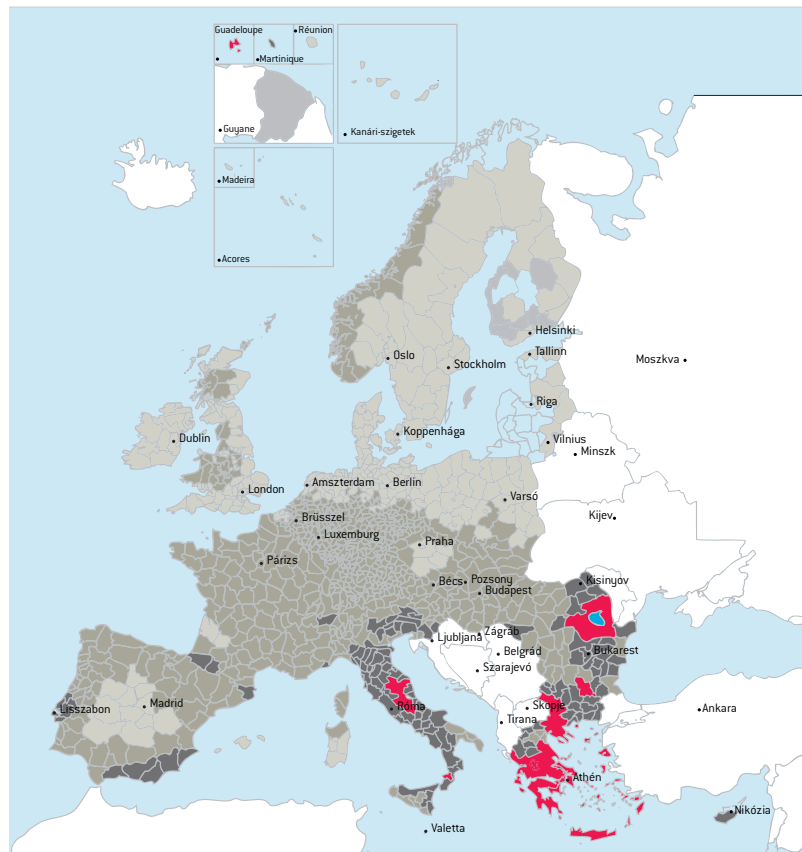 Guadeloupe
Réunion
Martinique
Guyane
Kanári-szigetek
Madeira
Acores
Helsinki
Oslo
Tallinn
Stockholm
Moszkva
Riga
Koppenhága
Dublin
Vilnius
Minszk
Amszterdam
Berlin
London
Varsó
Brüsszel
Kijev
Luxemburg
Praha
Párizs
Bécs
Pozsony
Kisinyov
Budapest
Ljubljana
Zágráb
Belgrád
Bukarest
Szarajevó
Madrid
Lisszabon
Róma
Skopje
Ankara
Tirana
Athén
Nikózia
Valetta